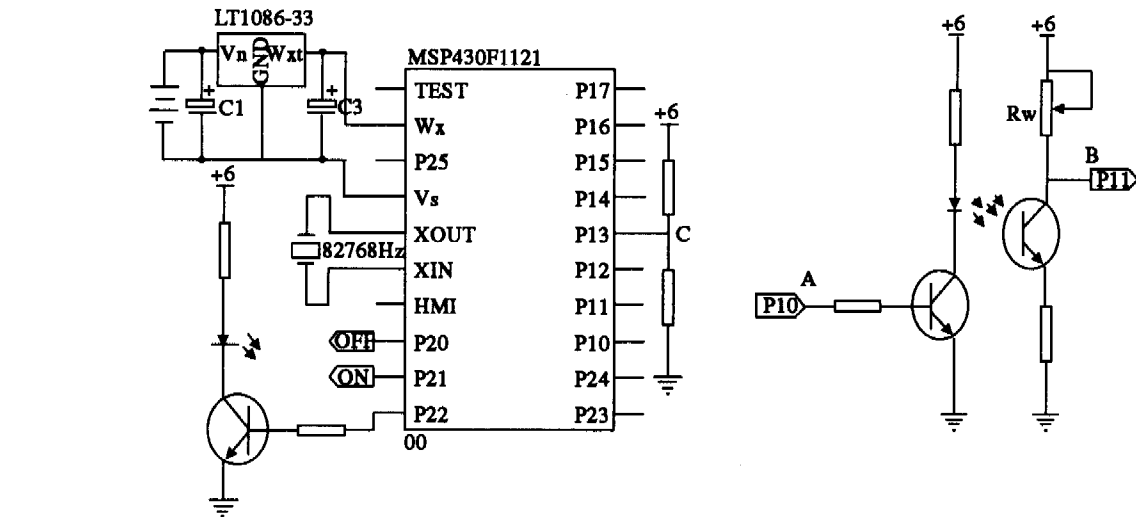 LT1086-33
Vn
GND
Wxt
C1
C3
+6
82768Hz
MSP430F1121
TEST
Wx
P25
Vs
XOUT
XIN
HMI
P20
P21
P22
OFF
ON
00
P17
P16
P15
P14
P13
P12
P11
P10
P24
P23
+6
C
+6
+6
Rw
B
P11
A
P10